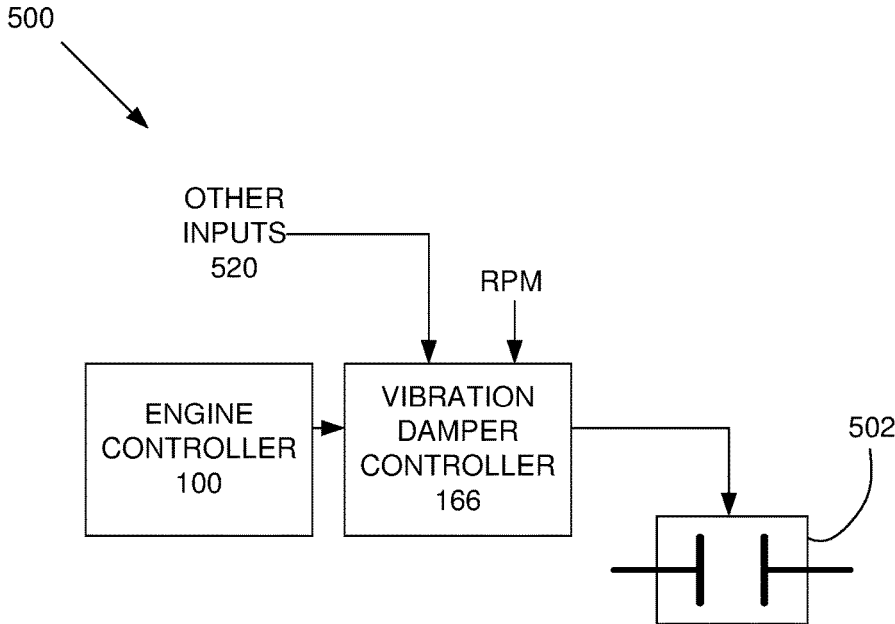 500
OTHER
INPUTS
520
RPM
ENGINE
CONTROLLER
100
VIBRATION
DAMPER
CONTROLLER
166
502